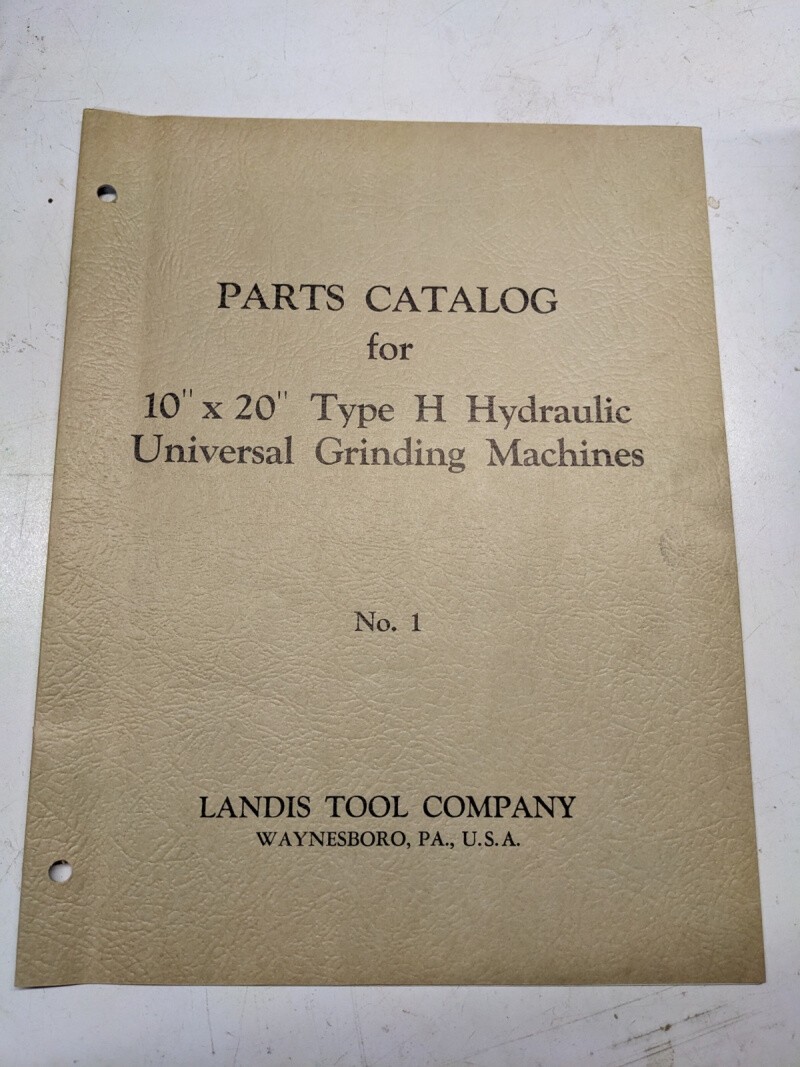 PARTS CATALOG
for
10" x 20" Type H Hydraulic
Universal Grinding Machines
No. 1
LANDIS TOOL COMPANY
WAYNESBORO, PA., U.S.A.